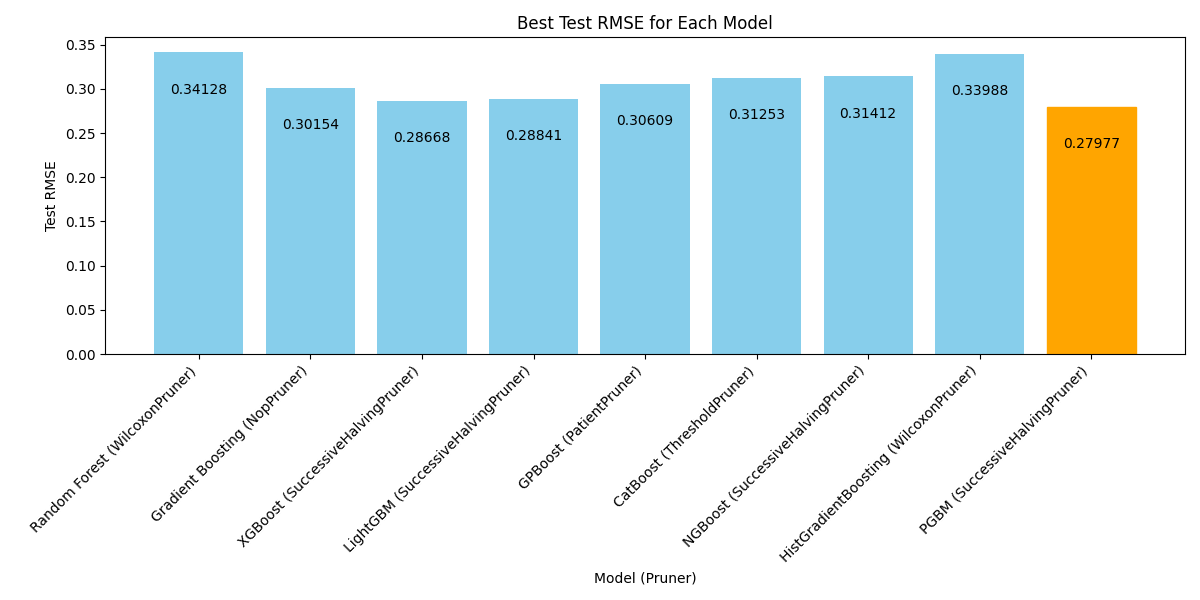 Best Test RMSE for Each Model
Test RMSE
0.35
0.30
0.25
0.20
0.15
0.10
0.05
0.00
0.34128
0.30154
0.28668
0.28841
0.30609
0.31253
0.31412
0.33988
0.27977
Random Forest (WilcoxonPruner)
Gradient Boosting (NopPruner)
XGBoost (SuccessiveHalvingPruner)
LightGBM (SuccessiveHalvingPruner)
GPBoost (PatientPruner)
CatBoost (ThresholdPruner)
NGBoost (SuccessiveHalvingPruner)
HistGradientBoosting (WilcoxonPruner)
PGBM (SuccessiveHalvingPruner)
Model (Pruner)